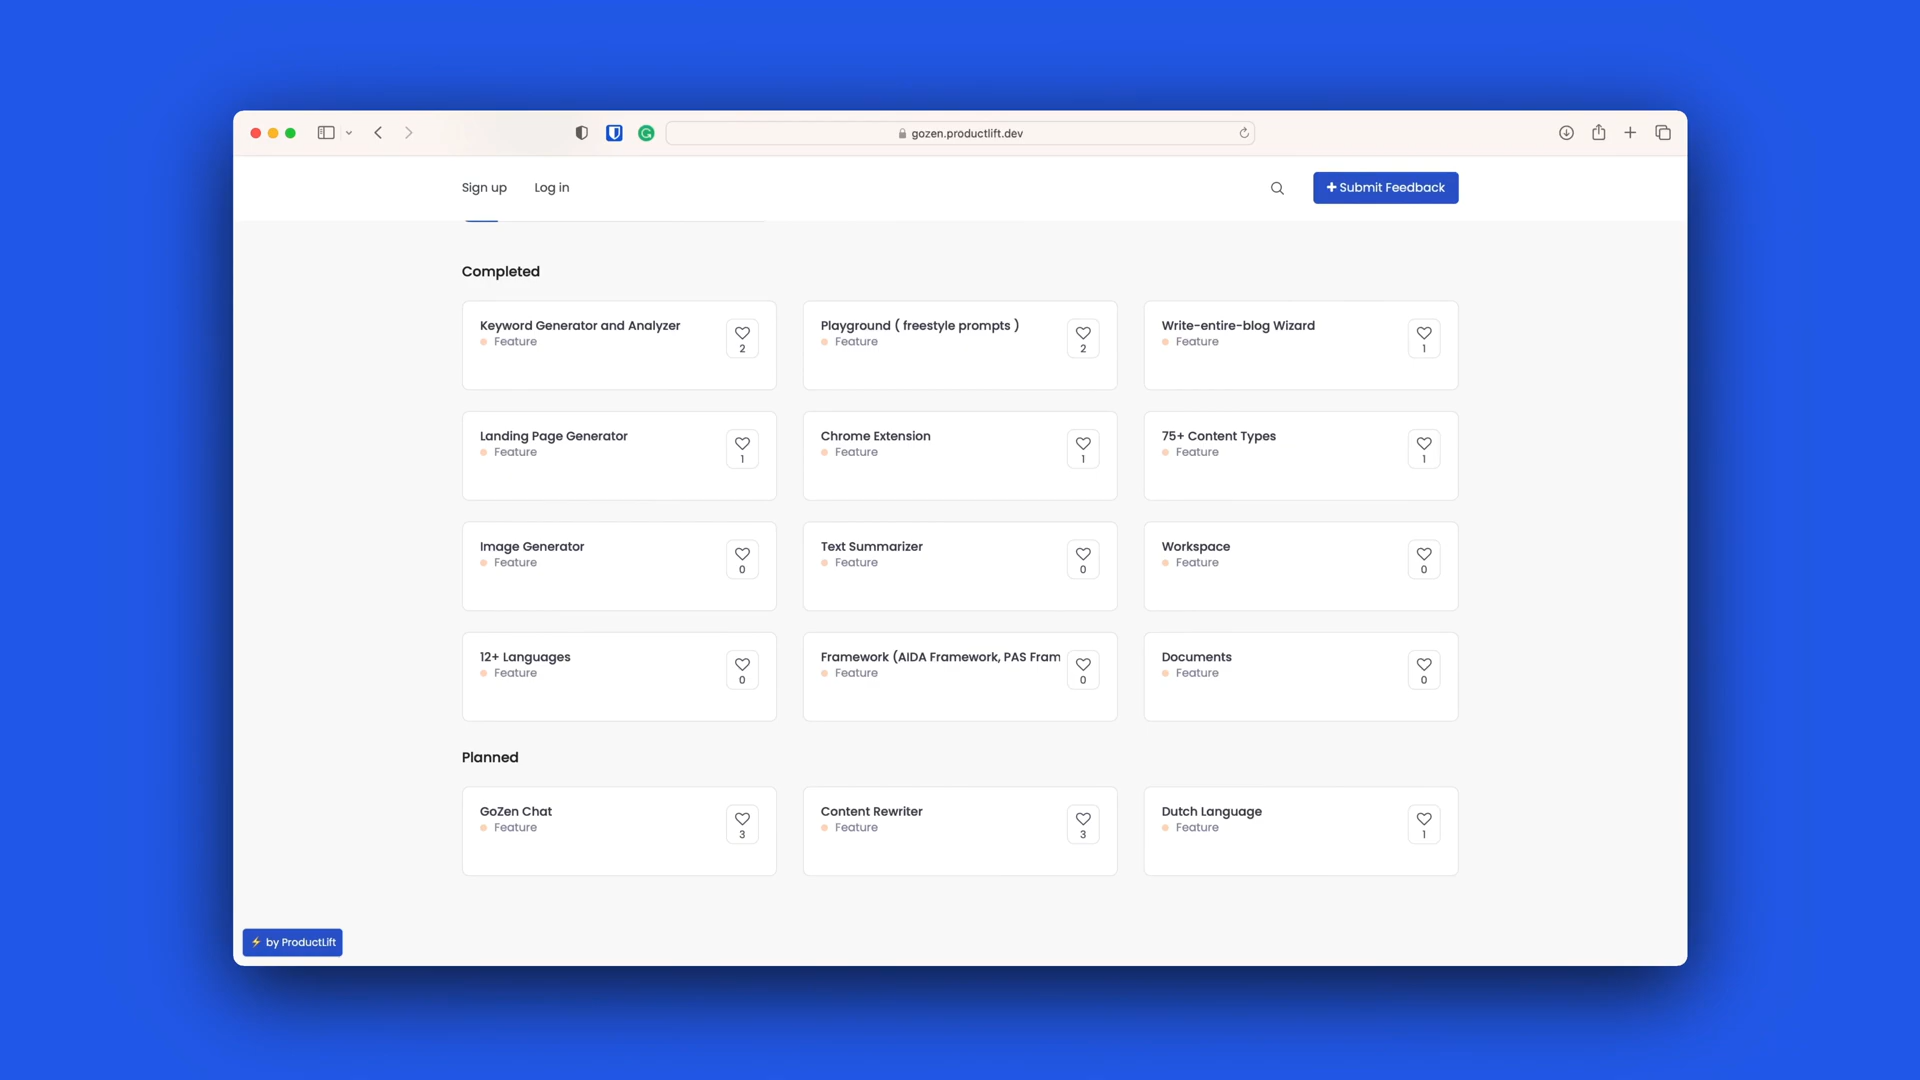 gozen.productlift.dev
Sign up
Log in
Submit Feedback
Completed
Keyword Generator and Analyzer
Feature
2
Playground ( freestyle prompts )
Feature
2
Write-entire-blog Wizard
Feature
1
Landing Page Generator
Feature
1
Chrome Extension
Feature
1
75+ Content Types
Feature
1
Image Generator
Feature
0
Text Summarizer
Feature
0
Workspace
Feature
0
12+ Languages
Feature
0
Framework (AIDA Framework, PAS Fram
Feature
0
Documents
Feature
0
Planned
GoZen Chat
Feature
3
Content Rewriter
Feature
3
Dutch Language
Feature
1
⚡ by ProductLift